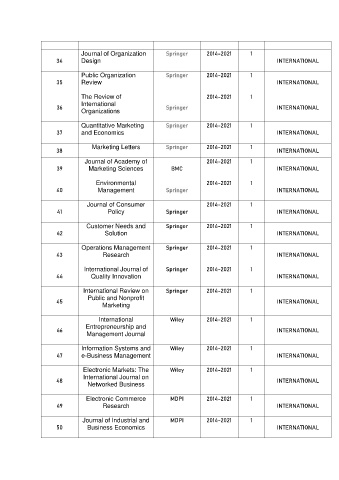 34 Journal of Organization Design Springer 2014-2021 1 INTERNATIONAL
35 Public Organization Review Springer 2014-2021 1 INTERNATIONAL
36 The Review of International Organizations Springer 2014-2021 1 INTERNATIONAL
37 Quantitative Marketing and Economics Springer 2014-2021 1 INTERNATIONAL
38 Marketing Letters Springer 2014-2021 1 INTERNATIONAL
39 Journal of Academy of Marketing Sciences BMC 2014-2021 1 INTERNATIONAL
40 Environmental Management Springer 2014-2021 1 INTERNATIONAL
41 Journal of Consumer Policy Springer 2014-2021 1 INTERNATIONAL
42 Customer Needs and Solution Springer 2014-2021 1 INTERNATIONAL
43 Operations Management Research Springer 2014-2021 1 INTERNATIONAL
44 International Journal of Quality Innovation Springer 2014-2021 1 INTERNATIONAL
45 International Review on Public and Nonprofit Marketing Springer 2014-2021 1 INTERNATIONAL
46 International Entrepreneurship and Management Journal Wiley 2014-2021 1 INTERNATIONAL
47 Information Systems and e-Business Management Wiley 2014-2021 1 INTERNATIONAL
48 Electronic Markets: The International Journal on Networked Business Wiley 2014-2021 1 INTERNATIONAL
49 Electronic Commerce Research MDPI 2014-2021 1 INTERNATIONAL
50 Journal of Industrial and Business Economics MDPI 2014-2021 1 INTERNATIONAL